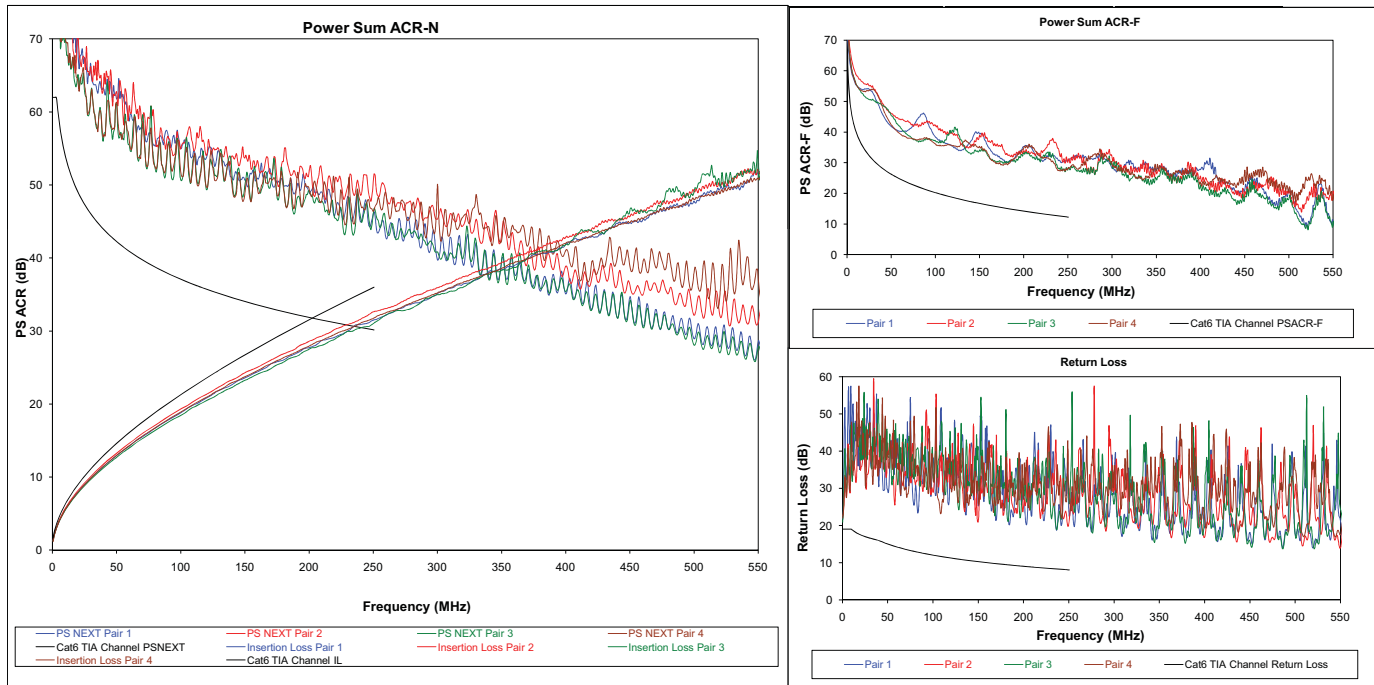 Power Sum ACR-N
PS ACR (dB)
70
60
50
40
30
20
10
0
0 50 100 150 200 250 300 350 400 450 500 550
Frequency (MHz)
PS NEXT Pair 1 PS NEXT Pair 2 PS NEXT Pair 3 PS NEXT Pair 4
Cat6 TIA Channel PSNEXT Insertion Loss Pair 1 Insertion Loss Pair 2 Insertion Loss Pair 3
Insertion Loss Pair 4 Cat6 TIA Channel IL
Power Sum ACR-F
PS ACR-F (dB)
70
60
50
40
30
20
10
0
0 50 100 150 200 250 300 350 400 450 500 550
Frequency (MHz)
Pair 1 Pair 2 Pair 3 Pair 4 Cat6 TIA Channel PSACR-F
Return Loss
Return Loss (dB)
60
50
40
30
20
10
0
0 50 100 150 200 250 300 350 400 450 500 550
Frequency (MHz)
Pair 1 Pair 2 Pair 3 Pair 4 Cat6 TIA Channel Return Loss